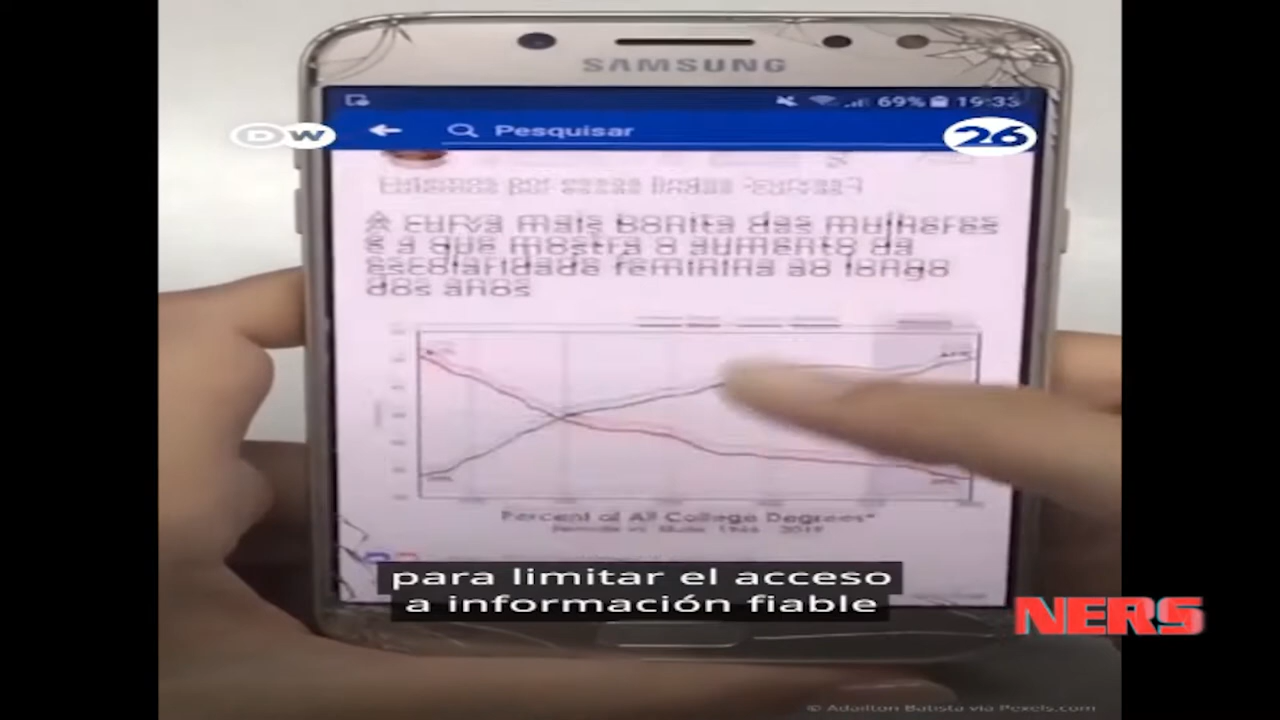 SAMSUNG
69% 19:33
DW
Pesquisar
26
A curva mais bonita das mulheres
é a que mostra o aumento da
escolaridade feminina ao longo
dos anos
Percent of All College Degrees*
para limitar el acceso
a información fiable
NERS
© Adailton Batista via Pexels.com